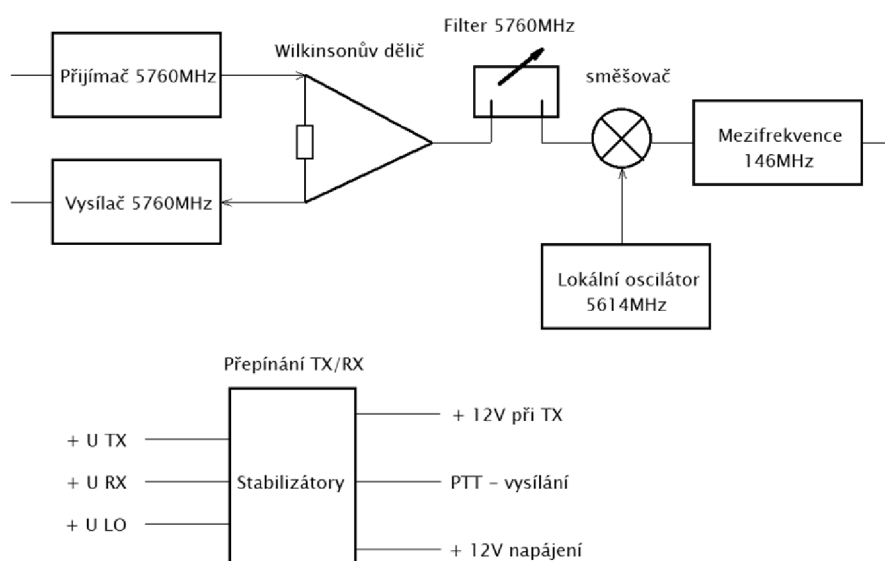 Filter 5760MHz
Wilkinsonův dělič
Přijímač 5760MHz
směšovač
Mezifrekvence
146MHz
Vysílač 5760MHz
Lokální oscilátor
5614MHz
Přepínání TX/RX
+ 12V při TX
+ U TX
+ U RX
Stabilizátory
PTT – vysílání
+ U LO
+ 12V napájení